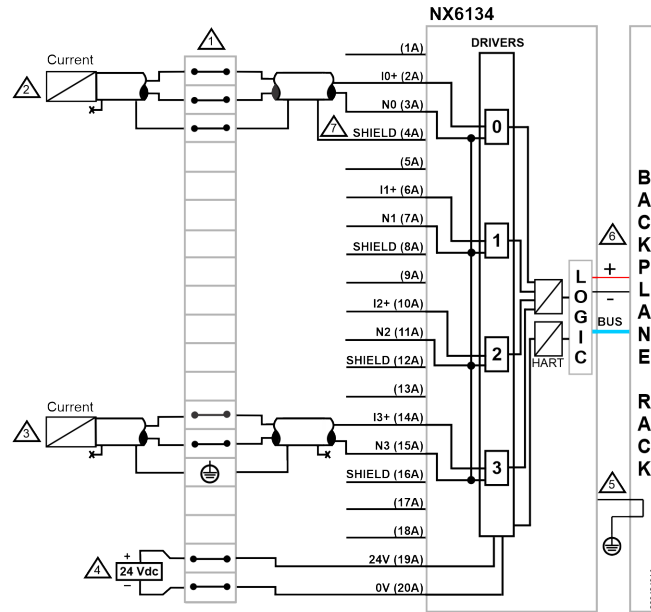 NX6134
DRIVERS
1
Current
2
(1A)
I0+ (2A)
N0 (3A)
7
SHIELD (4A)
0
(5A)
I1+ (6A)
N1 (7A)
SHIELD (8A)
1
(9A)
I2+ (10A)
N2 (11A)
SHIELD (12A)
2
(13A)
I3+ (14A)
N3 (15A)
SHIELD (16A)
3
(17A)
(18A)
24V (19A)
0V (20A)
HART
LOGIC
6
+
-
BUS
BACKPLANE RACK
5
Current
3
4
+
24 Vdc
–